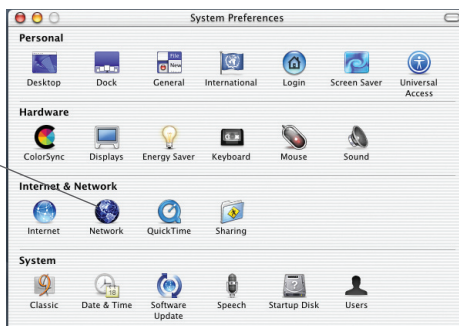 System Preferences
Personal
Desktop Dock General International Login Screen Saver Universal Access
Hardware
ColorSync Displays Energy Saver Keyboard Mouse Sound
Internet & Network
Internet Network QuickTime Sharing
System
Classic Date & Time Software Update Speech Startup Disk Users